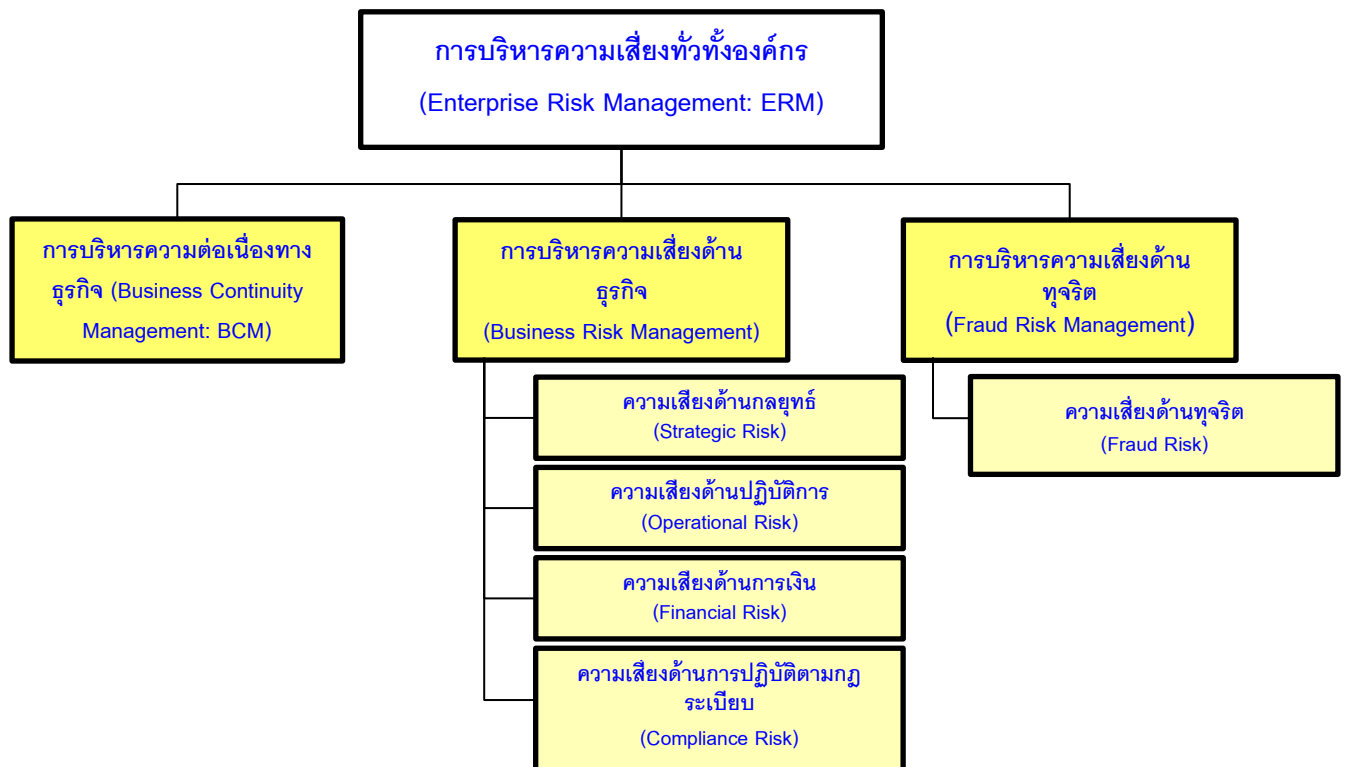 การบริหารความเสี่ยงทั่วทั้งองค์กร
(Enterprise Risk Management: ERM)
การบริหารความต่อเนื่องทาง
ธุรกิจ (Business Continuity
Management: BCM)
การบริหารความเสี่ยงด้าน
ธุรกิจ
(Business Risk Management)
ความเสี่ยงด้านกลยุทธ์
(Strategic Risk)
ความเสี่ยงด้านปฏิบัติการ
(Operational Risk)
ความเสี่ยงด้านการเงิน
(Financial Risk)
ความเสี่ยงด้านการปฏิบัติตามกฎ
ระเบียบ
(Compliance Risk)
การบริหารความเสี่ยงด้าน
ทุจริต
(Fraud Risk Management)
ความเสี่ยงด้านทุจริต
(Fraud Risk)